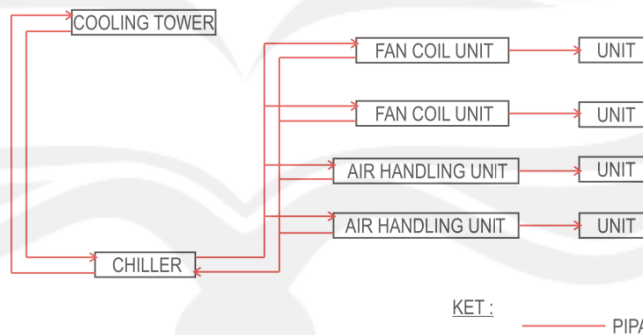 COOLING TOWER
FAN COIL UNIT
UNIT
FAN COIL UNIT
UNIT
AIR HANDLING UNIT
UNIT
AIR HANDLING UNIT
UNIT
CHILLER
KET :